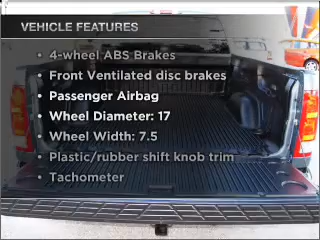 VEHICLE FEATURES
• 4-wheel ABS Brakes
• Front Ventilated disc brakes
• Passenger Airbag
• Wheel Diameter: 17
• Wheel Width: 7.5
• Plastic/rubber shift knob trim
• Tachometer